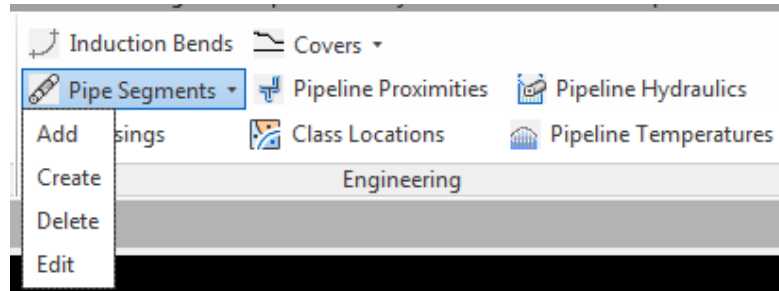 Induction Bends Covers
Pipe Segments Pipeline Proximities Pipeline Hydraulics
Add sings Class Locations Pipeline Temperatures
Create Engineering
Delete
Edit